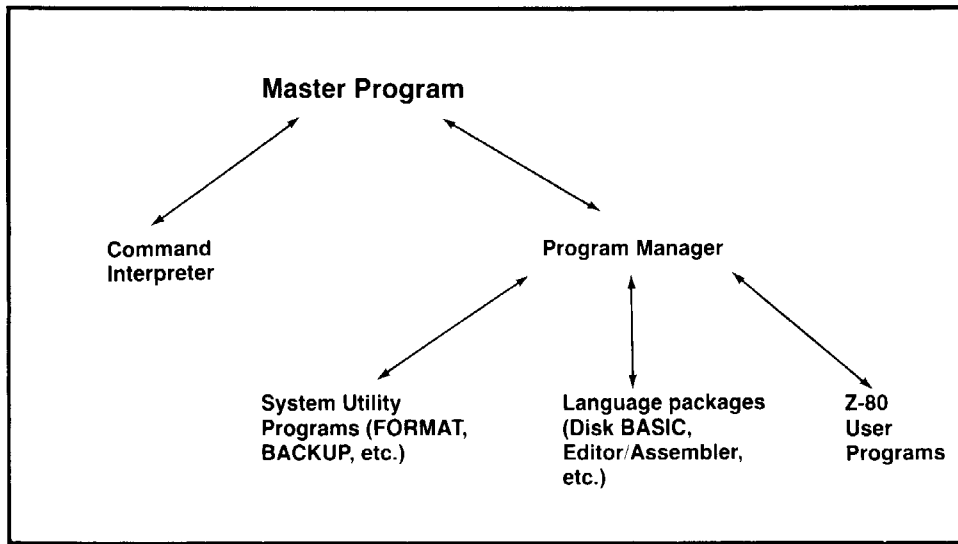 Master Program
Command
Interpreter
Program Manager
System Utility
Programs (FORMAT,
BACKUP, etc.)
Language packages
(Disk BASIC,
Editor/Assembler,
etc.)
Z-80
User
Programs